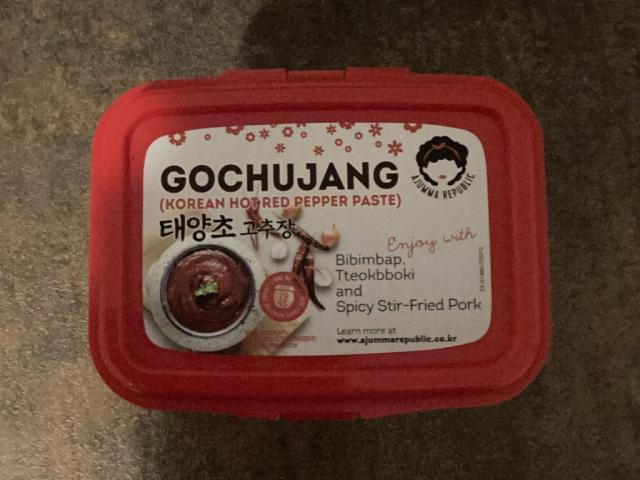 GOCHUJANG
(KOREAN HOT RED PEPPER PASTE)
태양초 고추장
AJUMMA REPUBLIC
Enjoy with
Bibimbap,
Tteokbboki
and
Spicy Stir-Fried Pork
Learn more at
www.ajummarepublic.co.kr